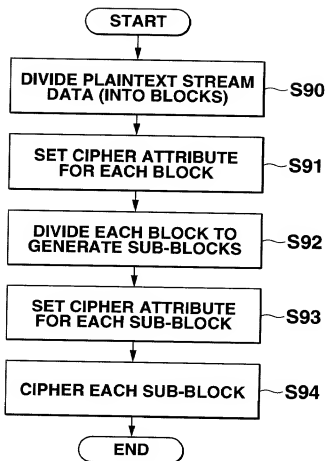 START
DIVIDE PLAINTEXT STREAM
DATA (INTO BLOCKS)
S90
SET CIPHER ATTRIBUTE
FOR EACH BLOCK
S91
DIVIDE EACH BLOCK TO
GENERATE SUB-BLOCKS
S92
SET CIPHER ATTRIBUTE
FOR EACH SUB-BLOCK
S93
CIPHER EACH SUB-BLOCK
S94
END